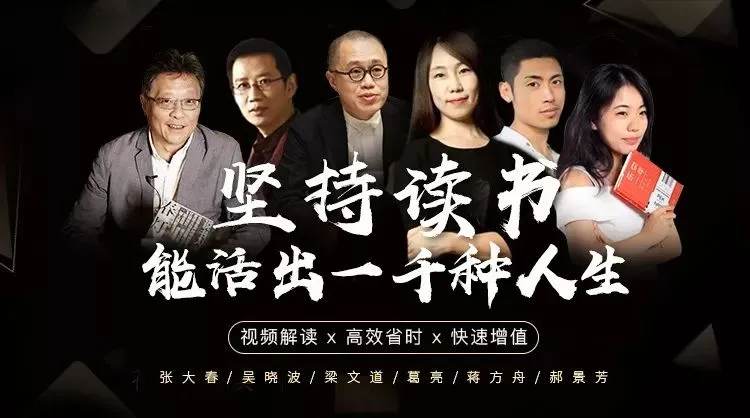 坚持读书
能活出一千种人生
视频解读 x 高效省时 x 快速增值
张大春/吴晓波/梁文道/葛亮/蒋方舟/郝景芳